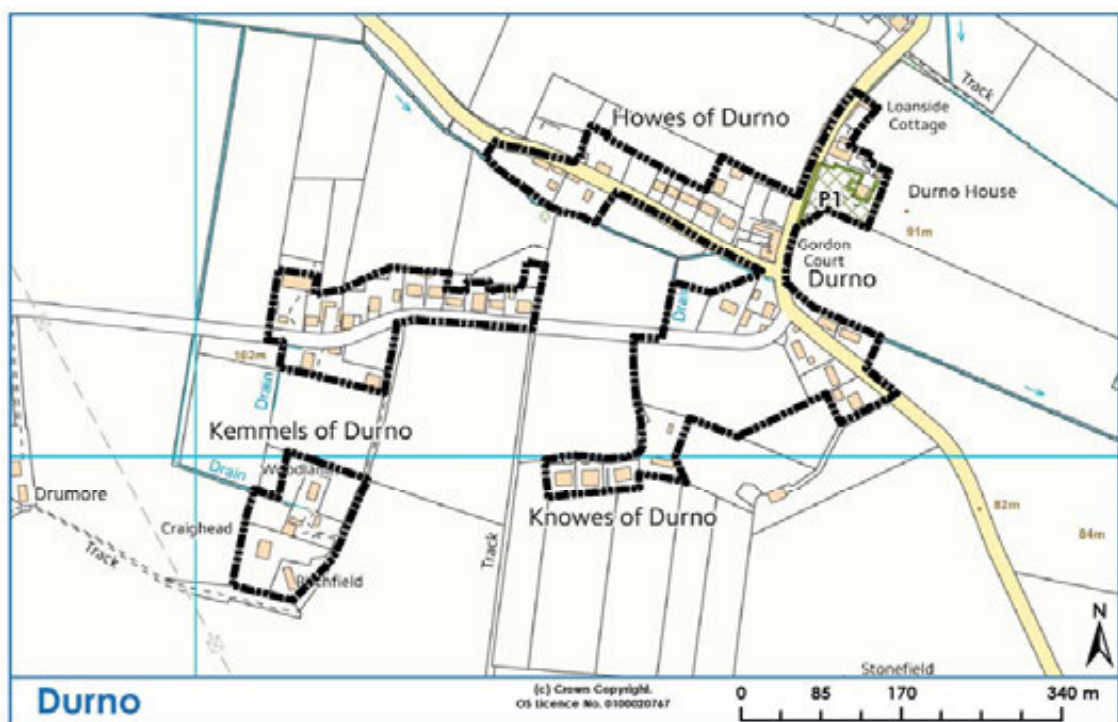 Track
Loanside
Cottage
Howes of Durno
Durno House
P1
91m
Gordon
Court
Durno
Drain
102m
Drain
Kemmels of Durno
Drain
Drumore
Craighead
Track
Knowes of Durno
Track
82m
84m
N
Stonefield
Durno
(c) Crown Copyright.
OS Licence No. 0100020767
0 85 170 340 m